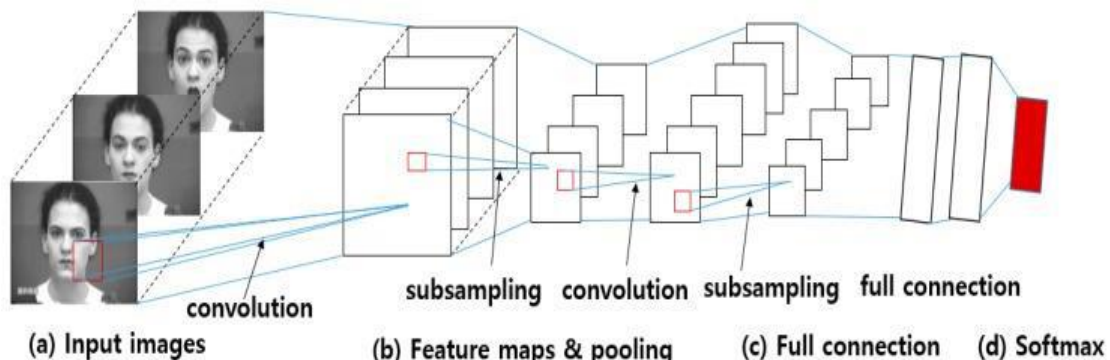 convolution
subsampling
convolution
subsampling
full connection
(a) Input images
(b) Feature maps & pooling
(c) Full connection
(d) Softmax